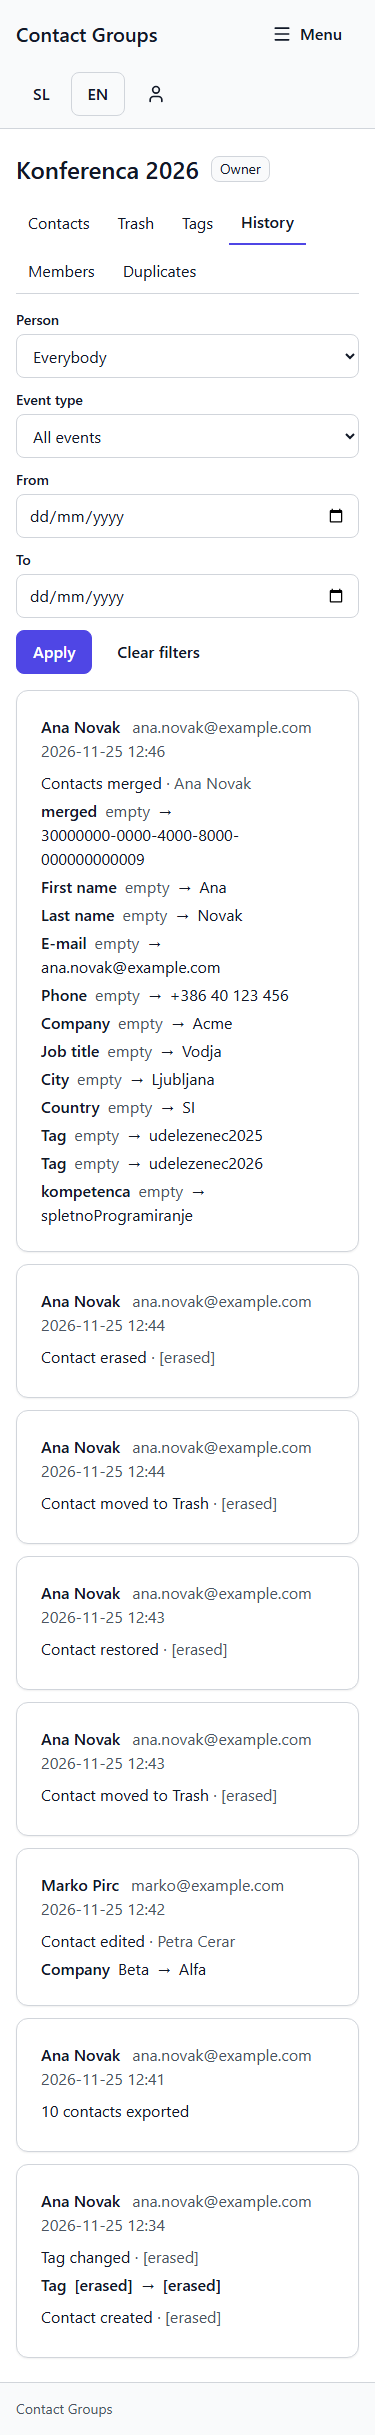 Contact Groups
Menu
SL EN
Konferenca 2026 Owner
Contacts Trash Tags History
Members Duplicates
Person
Everybody
Event type
All events
From
dd/mm/yyyy
To
dd/mm/yyyy
Apply Clear filters
Ana Novak ana.novak@example.com
2026-11-25 12:46
Contacts merged · Ana Novak
merged empty →
30000000-0000-4000-8000-
000000000009
First name empty → Ana
Last name empty → Novak
E-mail empty →
ana.novak@example.com
Phone empty → +386 40 123 456
Company empty → Acme
Job title empty → Vodja
City empty → Ljubljana
Country empty → SI
Tag empty → udelezenec2025
Tag empty → udelezenec2026
kompetenca empty →
spletnoProgramiranje
Ana Novak ana.novak@example.com
2026-11-25 12:44
Contact erased · [erased]
Ana Novak ana.novak@example.com
2026-11-25 12:44
Contact moved to Trash · [erased]
Ana Novak ana.novak@example.com
2026-11-25 12:43
Contact restored · [erased]
Ana Novak ana.novak@example.com
2026-11-25 12:43
Contact moved to Trash · [erased]
Marko Pirc marko@example.com
2026-11-25 12:42
Contact edited · Petra Cerar
Company Beta → Alfa
Ana Novak ana.novak@example.com
2026-11-25 12:41
10 contacts exported
Ana Novak ana.novak@example.com
2026-11-25 12:34
Tag changed · [erased]
Tag [erased] → [erased]
Contact created · [erased]
Contact Groups